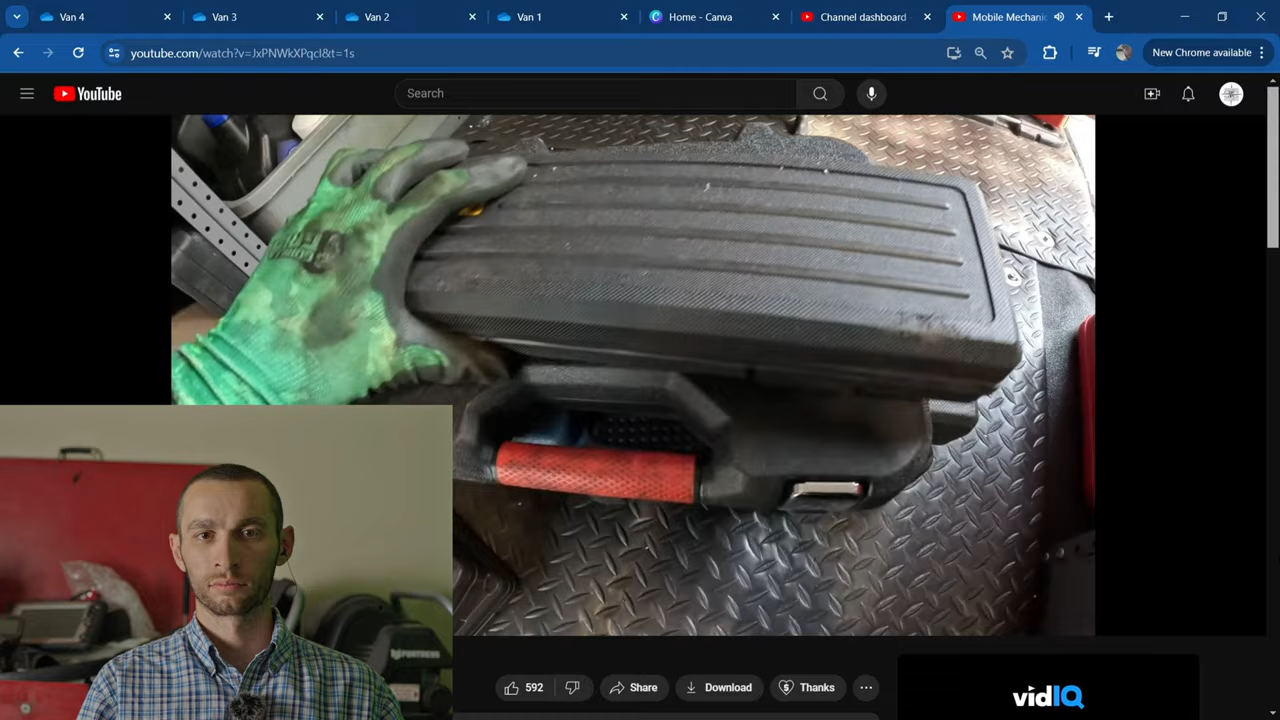 Van 4
Van 3
Van 2
Van 1
Home - Canva
Channel dashboard
Mobile Mechanic
youtube.com/watch?v=JxPNWkXPqcI&t=1s
New Chrome available
YouTube
Search
592
Share
Download
Thanks
vidIQ
FORTRESS